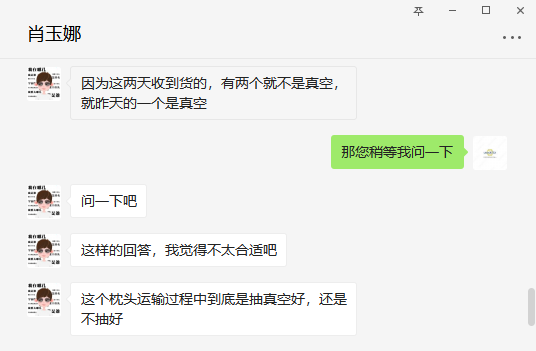 肖玉娜
因为这两天收到货的，有两个就不是真空，
就昨天的一个是真空
那您稍等我问一下
问一下吧
这样的回答，我觉得不太合适吧
这个枕头运输过程中到底是抽真空好，还是
不抽好